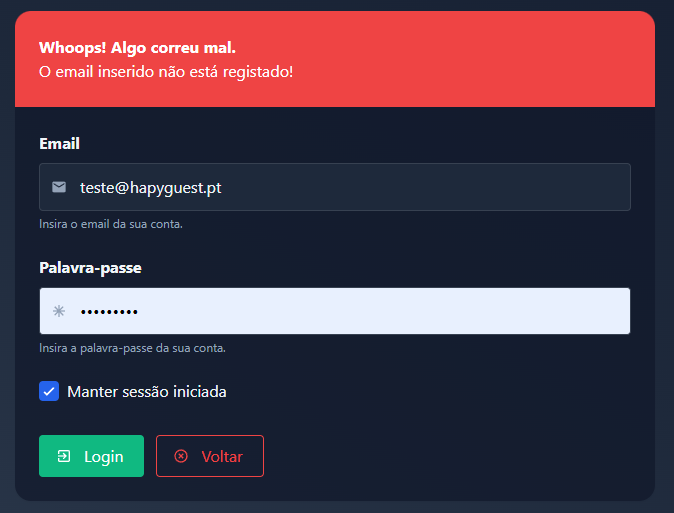 Whoops! Algo correu mal.
O email inserido não está registado!
Email
teste@hapyguest.pt
Insira o email da sua conta.
Palavra-passe
•••••••••
Insira a palavra-passe da sua conta.
Manter sessão iniciada
Login
Voltar